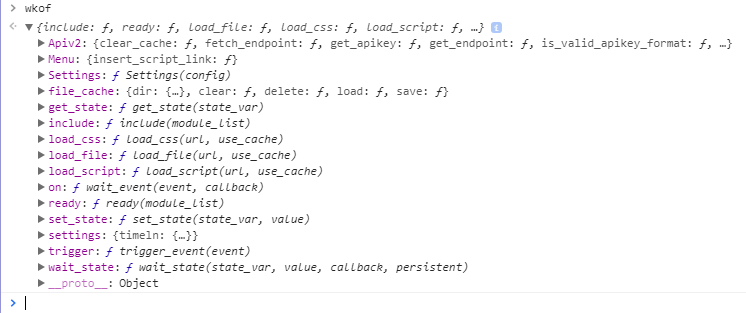 > wkof
{include: ƒ, ready: ƒ, load_file: ƒ, load_css: ƒ, load_script: ƒ, …} i
Apiv2: {clear_cache: ƒ, fetch_endpoint: ƒ, get_apikey: ƒ, get_endpoint: ƒ, is_valid_apikey_format: ƒ, …}
Menu: {insert_script_link: ƒ}
Settings: ƒ Settings(config)
file_cache: {dir: {…}, clear: ƒ, delete: ƒ, load: ƒ, save: ƒ}
get_state: ƒ get_state(state_var)
include: ƒ include(module_list)
load_css: ƒ load_css(url, use_cache)
load_file: ƒ load_file(url, use_cache)
load_script: ƒ load_script(url, use_cache)
on: ƒ wait_event(event, callback)
ready: ƒ ready(module_list)
set_state: ƒ set_state(state_var, value)
settings: {timeln: {…}}
trigger: ƒ trigger_event(event)
wait_state: ƒ wait_state(state_var, value, callback, persistent)
__proto__: Object
>